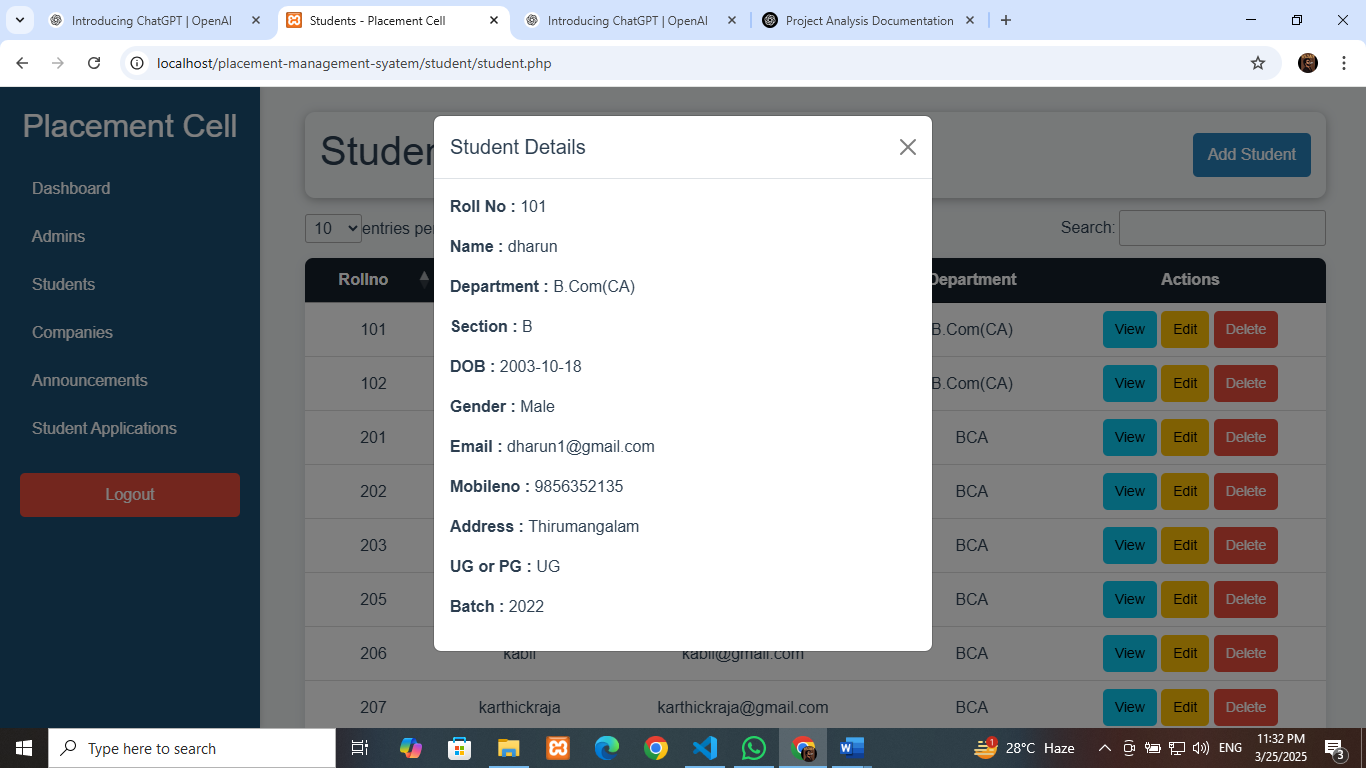 Introducing ChatGPT | OpenAI
Students - Placement Cell
Introducing ChatGPT | OpenAI
Project Analysis Documentation
localhost/placement-management-syatem/student/student.php
Placement Cell
Dashboard
Admins
Students
Companies
Announcements
Student Applications
Logout
Add Student
10 entries
Search:
Rollno
Department
Actions
101
B.Com(CA)
View Edit Delete
102
B.Com(CA)
View Edit Delete
201
BCA
View Edit Delete
202
BCA
View Edit Delete
203
BCA
View Edit Delete
205
BCA
View Edit Delete
206
kabil
kabil@gmail.com
BCA
View Edit Delete
207
karthickraja
karthickraja@gmail.com
BCA
View Edit Delete
Student Details
Roll No : 101
Name : dharun
Department : B.Com(CA)
Section : B
DOB : 2003-10-18
Gender : Male
Email : dharun1@gmail.com
Mobileno : 9856352135
Address : Thirumangalam
UG or PG : UG
Batch : 2022
Type here to search
1
28°C Haze
ENG
11:32 PM
3/25/2025
3